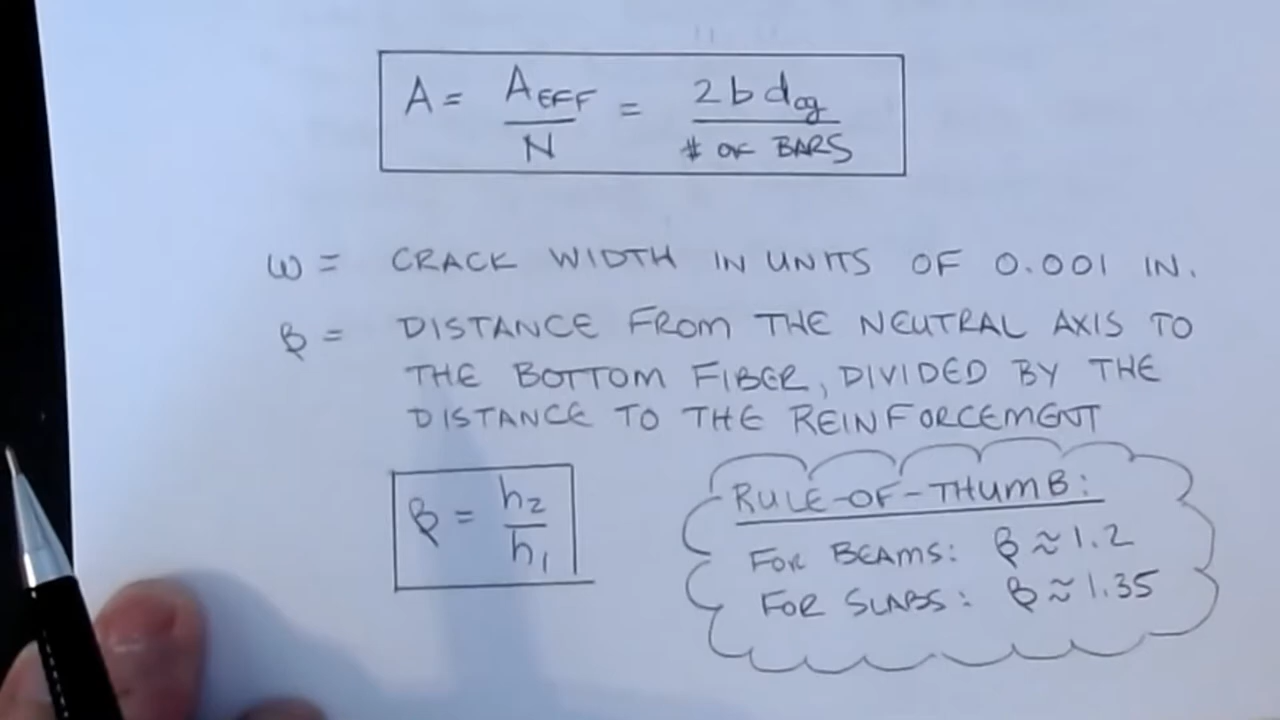 A = A_EFF / N = 2 b d_cg / # OF BARS
ω = CRACK WIDTH IN UNITS OF 0.001 IN.
β = DISTANCE FROM THE NEUTRAL AXIS TO
THE BOTTOM FIBER, DIVIDED BY THE
DISTANCE TO THE REINFORCEMENT
β = h₂ / h₁
RULE-OF-THUMB:
FOR BEAMS: β ≈ 1.2
FOR SLABS: β ≈ 1.35